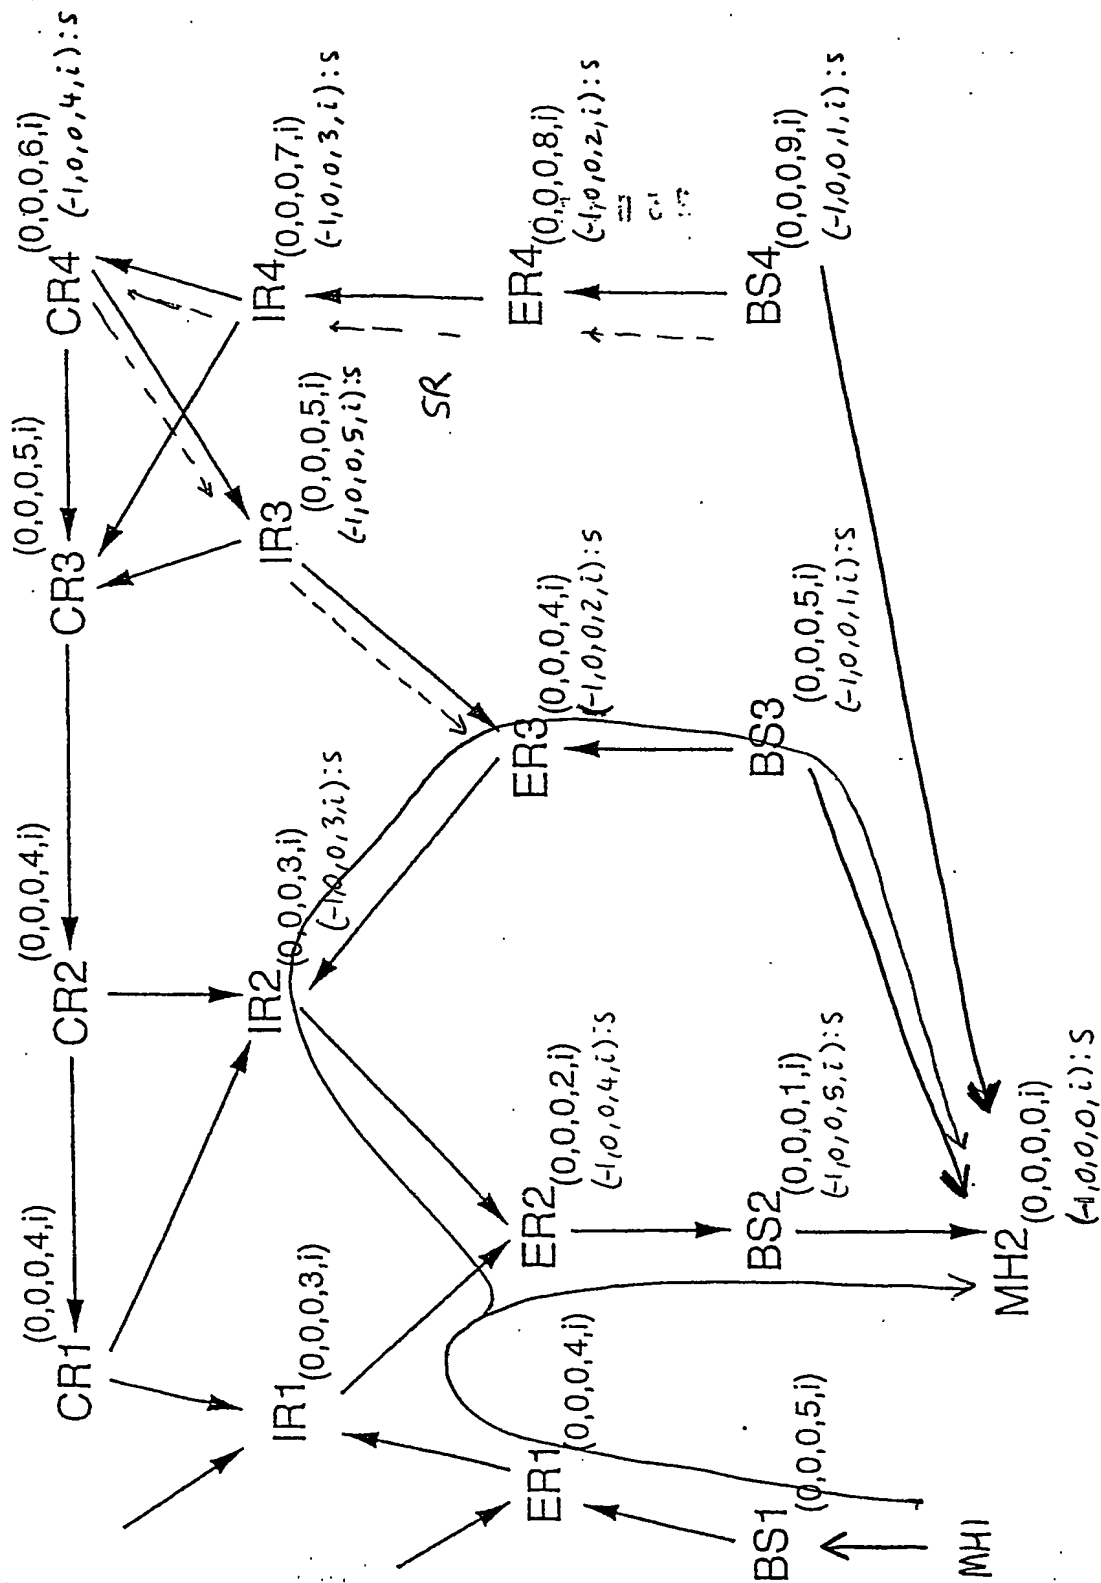 CR1 (0,0,0,4,i)
CR2 (0,0,0,4,i)
CR3 (0,0,0,5,i)
CR4 (0,0,0,6,i)
(-1,0,0,4,i):s
IR1 (0,0,0,3,i)
IR2 (0,0,0,3,i)
(-1,0,0,3,i):s
IR3 (0,0,0,5,i)
(-1,0,0,5,i):s
IR4 (0,0,0,7,i)
(-1,0,0,3,i):s
SR
ER1 (0,0,0,4,i)
ER2 (0,0,0,2,i)
(-1,0,0,4,i):s
ER3 (0,0,0,4,i)
(-1,0,0,2,i):s
ER4 (0,0,0,8,i)
(-1,0,0,2,i):s
BS1 (0,0,0,5,i)
BS2 (0,0,0,1,i)
(-1,0,0,5,i):s
BS3 (0,0,0,5,i)
(-1,0,0,1,i):s
BS4 (0,0,0,9,i)
(-1,0,0,1,i):s
MH1
MH2 (0,0,0,0,i)
(-1,0,0,0,i):s